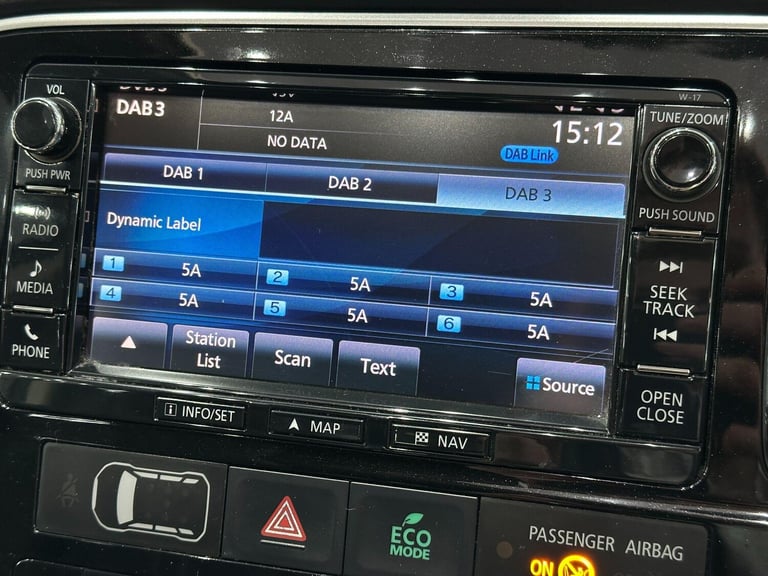 VOL
PUSH PWR
RADIO
MEDIA
PHONE
DAB3
12A
NO DATA
15:12
DAB Link
DAB 1
DAB 2
DAB 3
Dynamic Label
1 5A
2 5A
3 5A
4 5A
5 5A
6 5A
Station
List
Scan
Text
Source
W-17
TUNE/ZOOM
PUSH SOUND
SEEK
TRACK
OPEN
CLOSE
i INFO/SET
MAP
NAV
ECO
MODE
PASSENGER AIRBAG
ON